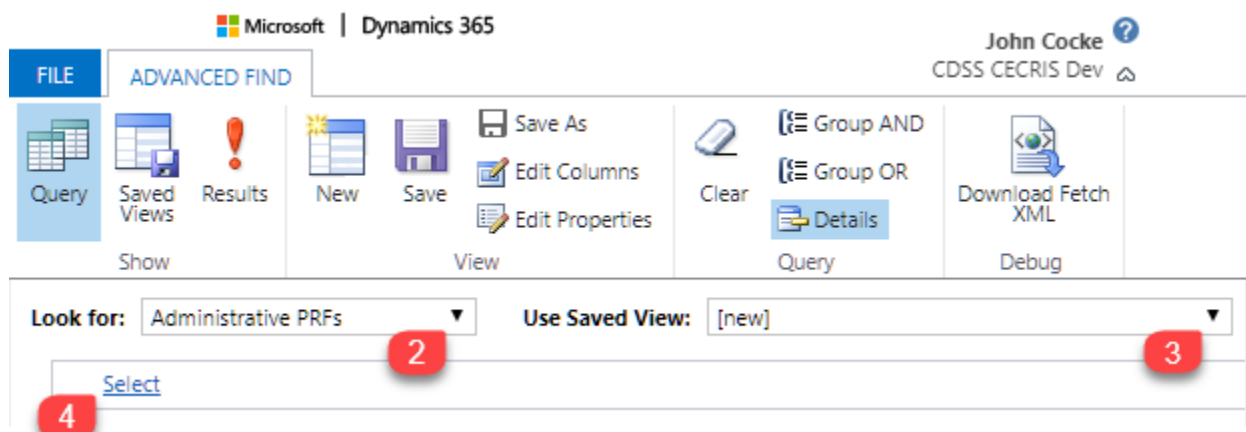 Microsoft | Dynamics 365
John Cocke
CDSS CECRIS Dev
FILE
ADVANCED FIND
Query
Saved Views
Results
New
Save
Save As
Edit Columns
Edit Properties
Clear
Group AND
Group OR
Details
Download Fetch
XML
Show
View
Query
Debug
Look for:
Administrative PRFs
Use Saved View:
[new]
2
3
Select
4